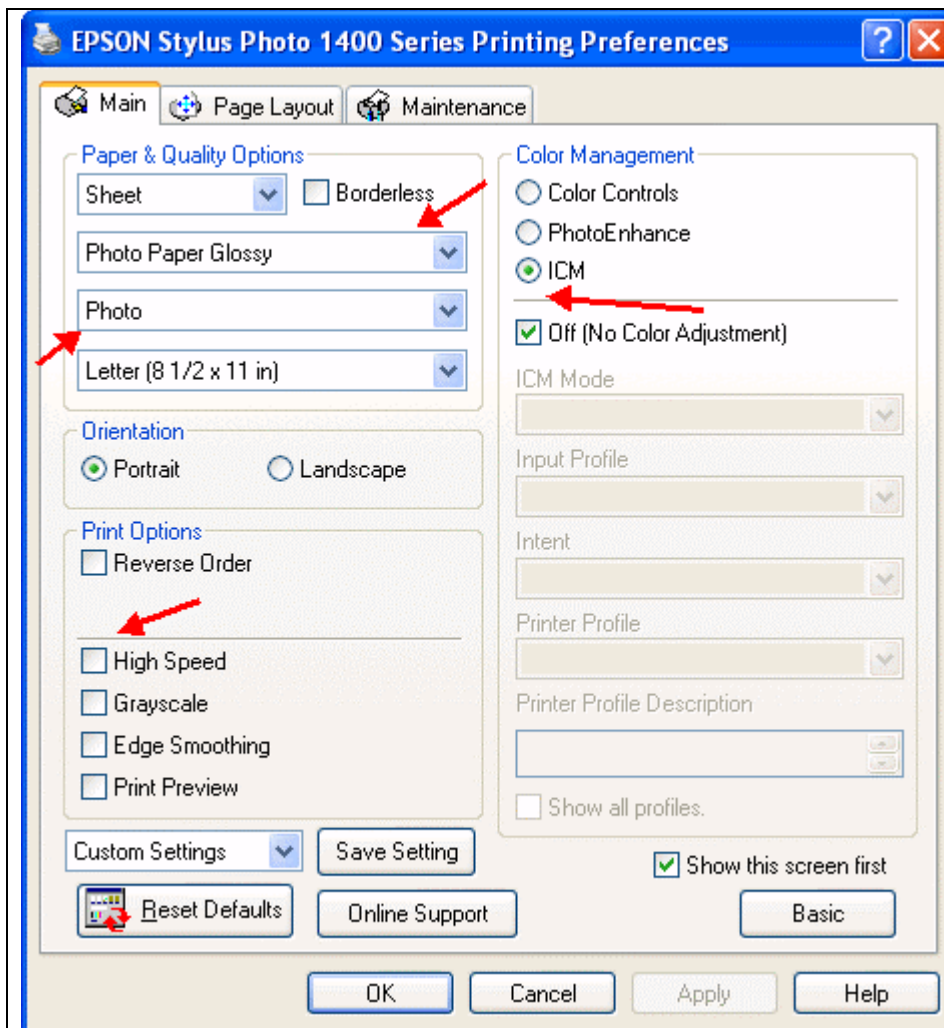 EPSON Stylus Photo 1400 Series Printing Preferences
Main
Page Layout
Maintenance
Paper & Quality Options
Sheet
Borderless
Photo Paper Glossy
Photo
Letter (8 1/2 x 11 in)
Orientation
Portrait
Landscape
Print Options
Reverse Order
High Speed
Grayscale
Edge Smoothing
Print Preview
Color Management
Color Controls
PhotoEnhance
ICM
Off (No Color Adjustment)
ICM Mode
Input Profile
Intent
Printer Profile
Printer Profile Description
Show all profiles.
Custom Settings
Save Setting
Show this screen first
Reset Defaults
Online Support
Basic
OK
Cancel
Apply
Help